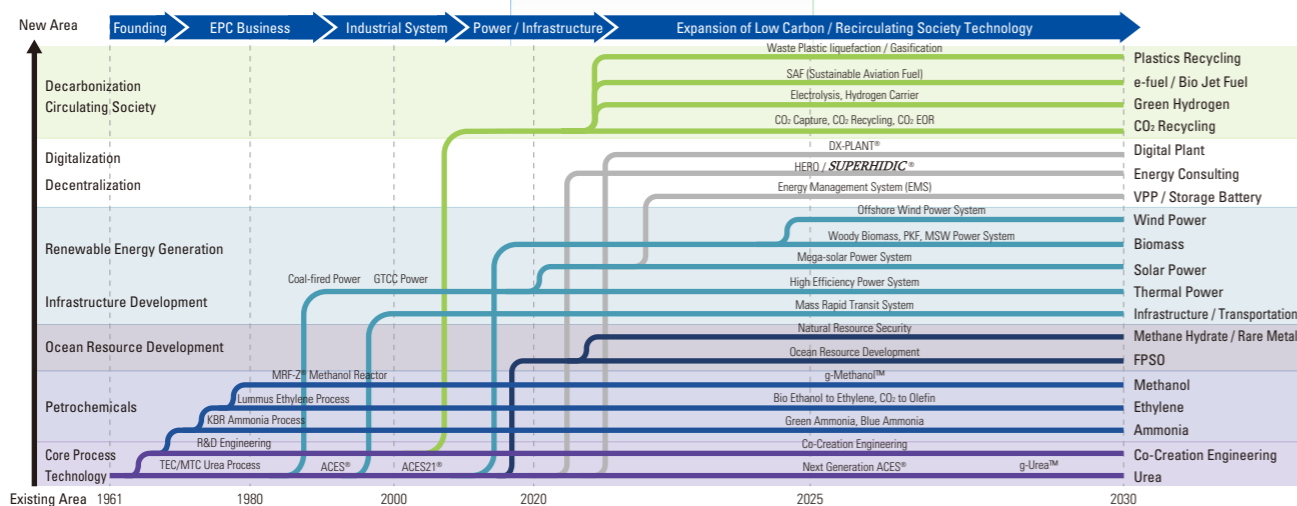 New Area
Founding
EPC Business
Industrial System
Power / Infrastructure
Expansion of Low Carbon / Recirculating Society Technology
Decarbonization
Circulating Society
Waste Plastic liquefaction / Gasification
Plastics Recycling
SAF (Sustainable Aviation Fuel)
e-fuel / Bio Jet Fuel
Electrolysis, Hydrogen Carrier
Green Hydrogen
CO₂ Capture, CO₂ Recycling, CO₂ EOR
CO₂ Recycling
Digitalization
Decentralization
DX-PLANT®
Digital Plant
HERO / SUPERHIDIC®
Energy Consulting
Energy Management System (EMS)
VPP / Storage Battery
Renewable Energy Generation
Infrastructure Development
Offshore Wind Power System
Wind Power
Woody Biomass, PKF, MSW Power System
Biomass
Mega-solar Power System
Solar Power
Coal-fired Power
GTCC Power
High Efficiency Power System
Thermal Power
Mass Rapid Transit System
Infrastructure / Transportation
Ocean Resource Development
Natural Resource Security
Methane Hydrate / Rare Metal
Ocean Resource Development
FPSO
Petrochemicals
MRF-Z® Methanol Reactor
g-Methanol™
Methanol
Lummus Ethylene Process
Bio Ethanol to Ethylene, CO₂ to Olefin
Ethylene
KBR Ammonia Process
Green Ammonia, Blue Ammonia
Ammonia
Core Process
Technology
R&D Engineering
Co-Creation Engineering
Co-Creation Engineering
TEC/MTC Urea Process
ACES®
ACES21®
Next Generation ACES®
g-Urea™
Urea
Existing Area
1961
1980
2000
2020
2025
2030